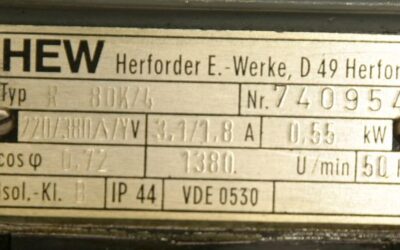 HEW Herforder E.-Werke, D 49 Herfor
Typ R 80K/4 Nr. 740954
220/380/Δ/Y V 3.1/1.8 A 0,55 kW
cos φ 0,72 1380. U/min 50
Isol.-Kl. B IP 44 VDE 0530